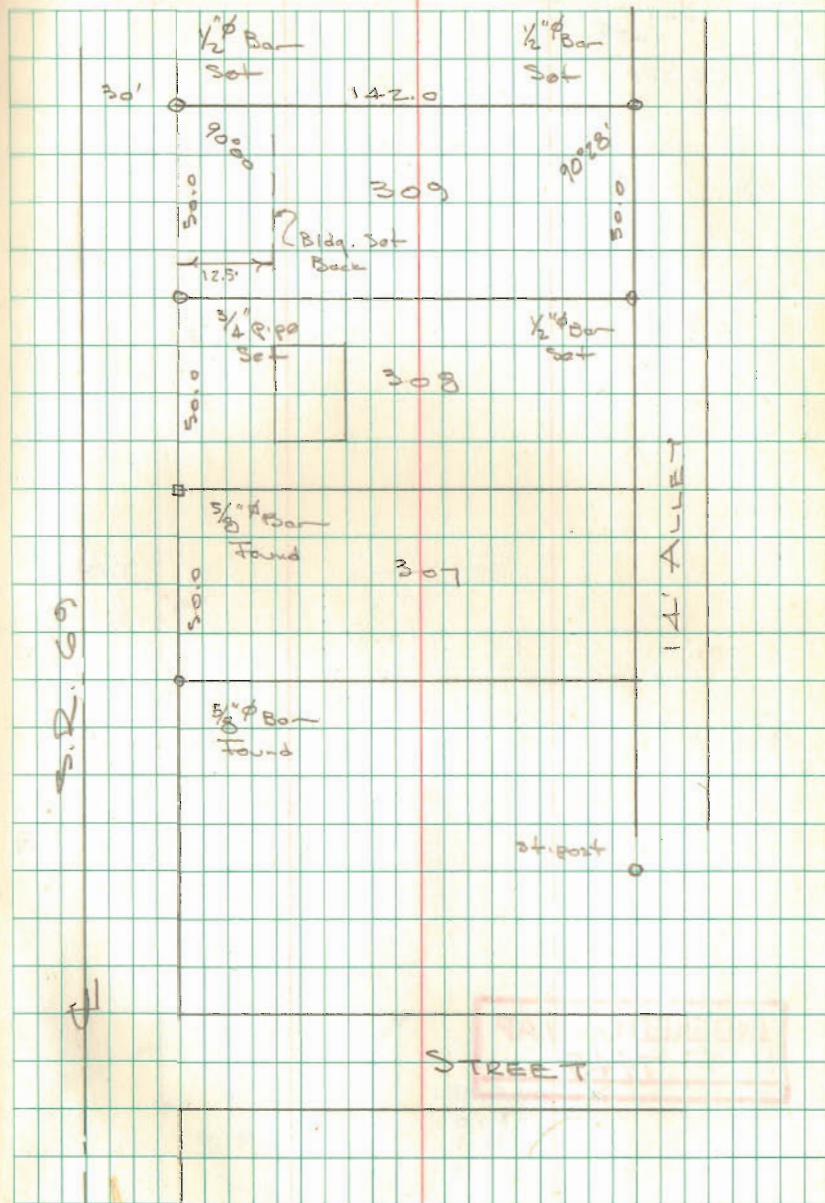 1/2"⌀ Bar
Set
1/2"⌀ Bar
Set
30'
142.0
90°00
90°28'
50.0
309
50.0
Bldg. Set
Back
12.5'
3/4" pipe
Set
1/2"⌀ Bar
Set
50.0
308
5/8"⌀ Bar
Found
14' ALLEY
50.0
307
S.R. 69
5/8"⌀ Bar
Found
st. post
℄
STREET